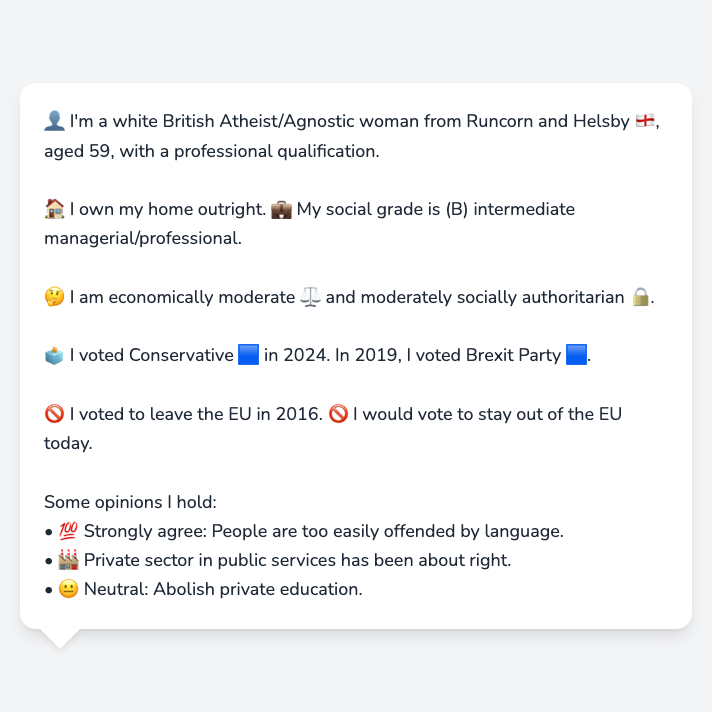 👤 I'm a white British Atheist/Agnostic woman from Runcorn and Helsby 🏴󠁧󠁢󠁥󠁮󠁧󠁿,
aged 59, with a professional qualification.
🏠 I own my home outright. 💼 My social grade is (B) intermediate
managerial/professional.
🤔 I am economically moderate ⚖️ and moderately socially authoritarian 🔒.
🗳️ I voted Conservative 🟦 in 2024. In 2019, I voted Brexit Party 🟦.
🚫 I voted to leave the EU in 2016. 🚫 I would vote to stay out of the EU
today.
Some opinions I hold:
• 💯 Strongly agree: People are too easily offended by language.
• 🏭 Private sector in public services has been about right.
• 😐 Neutral: Abolish private education.